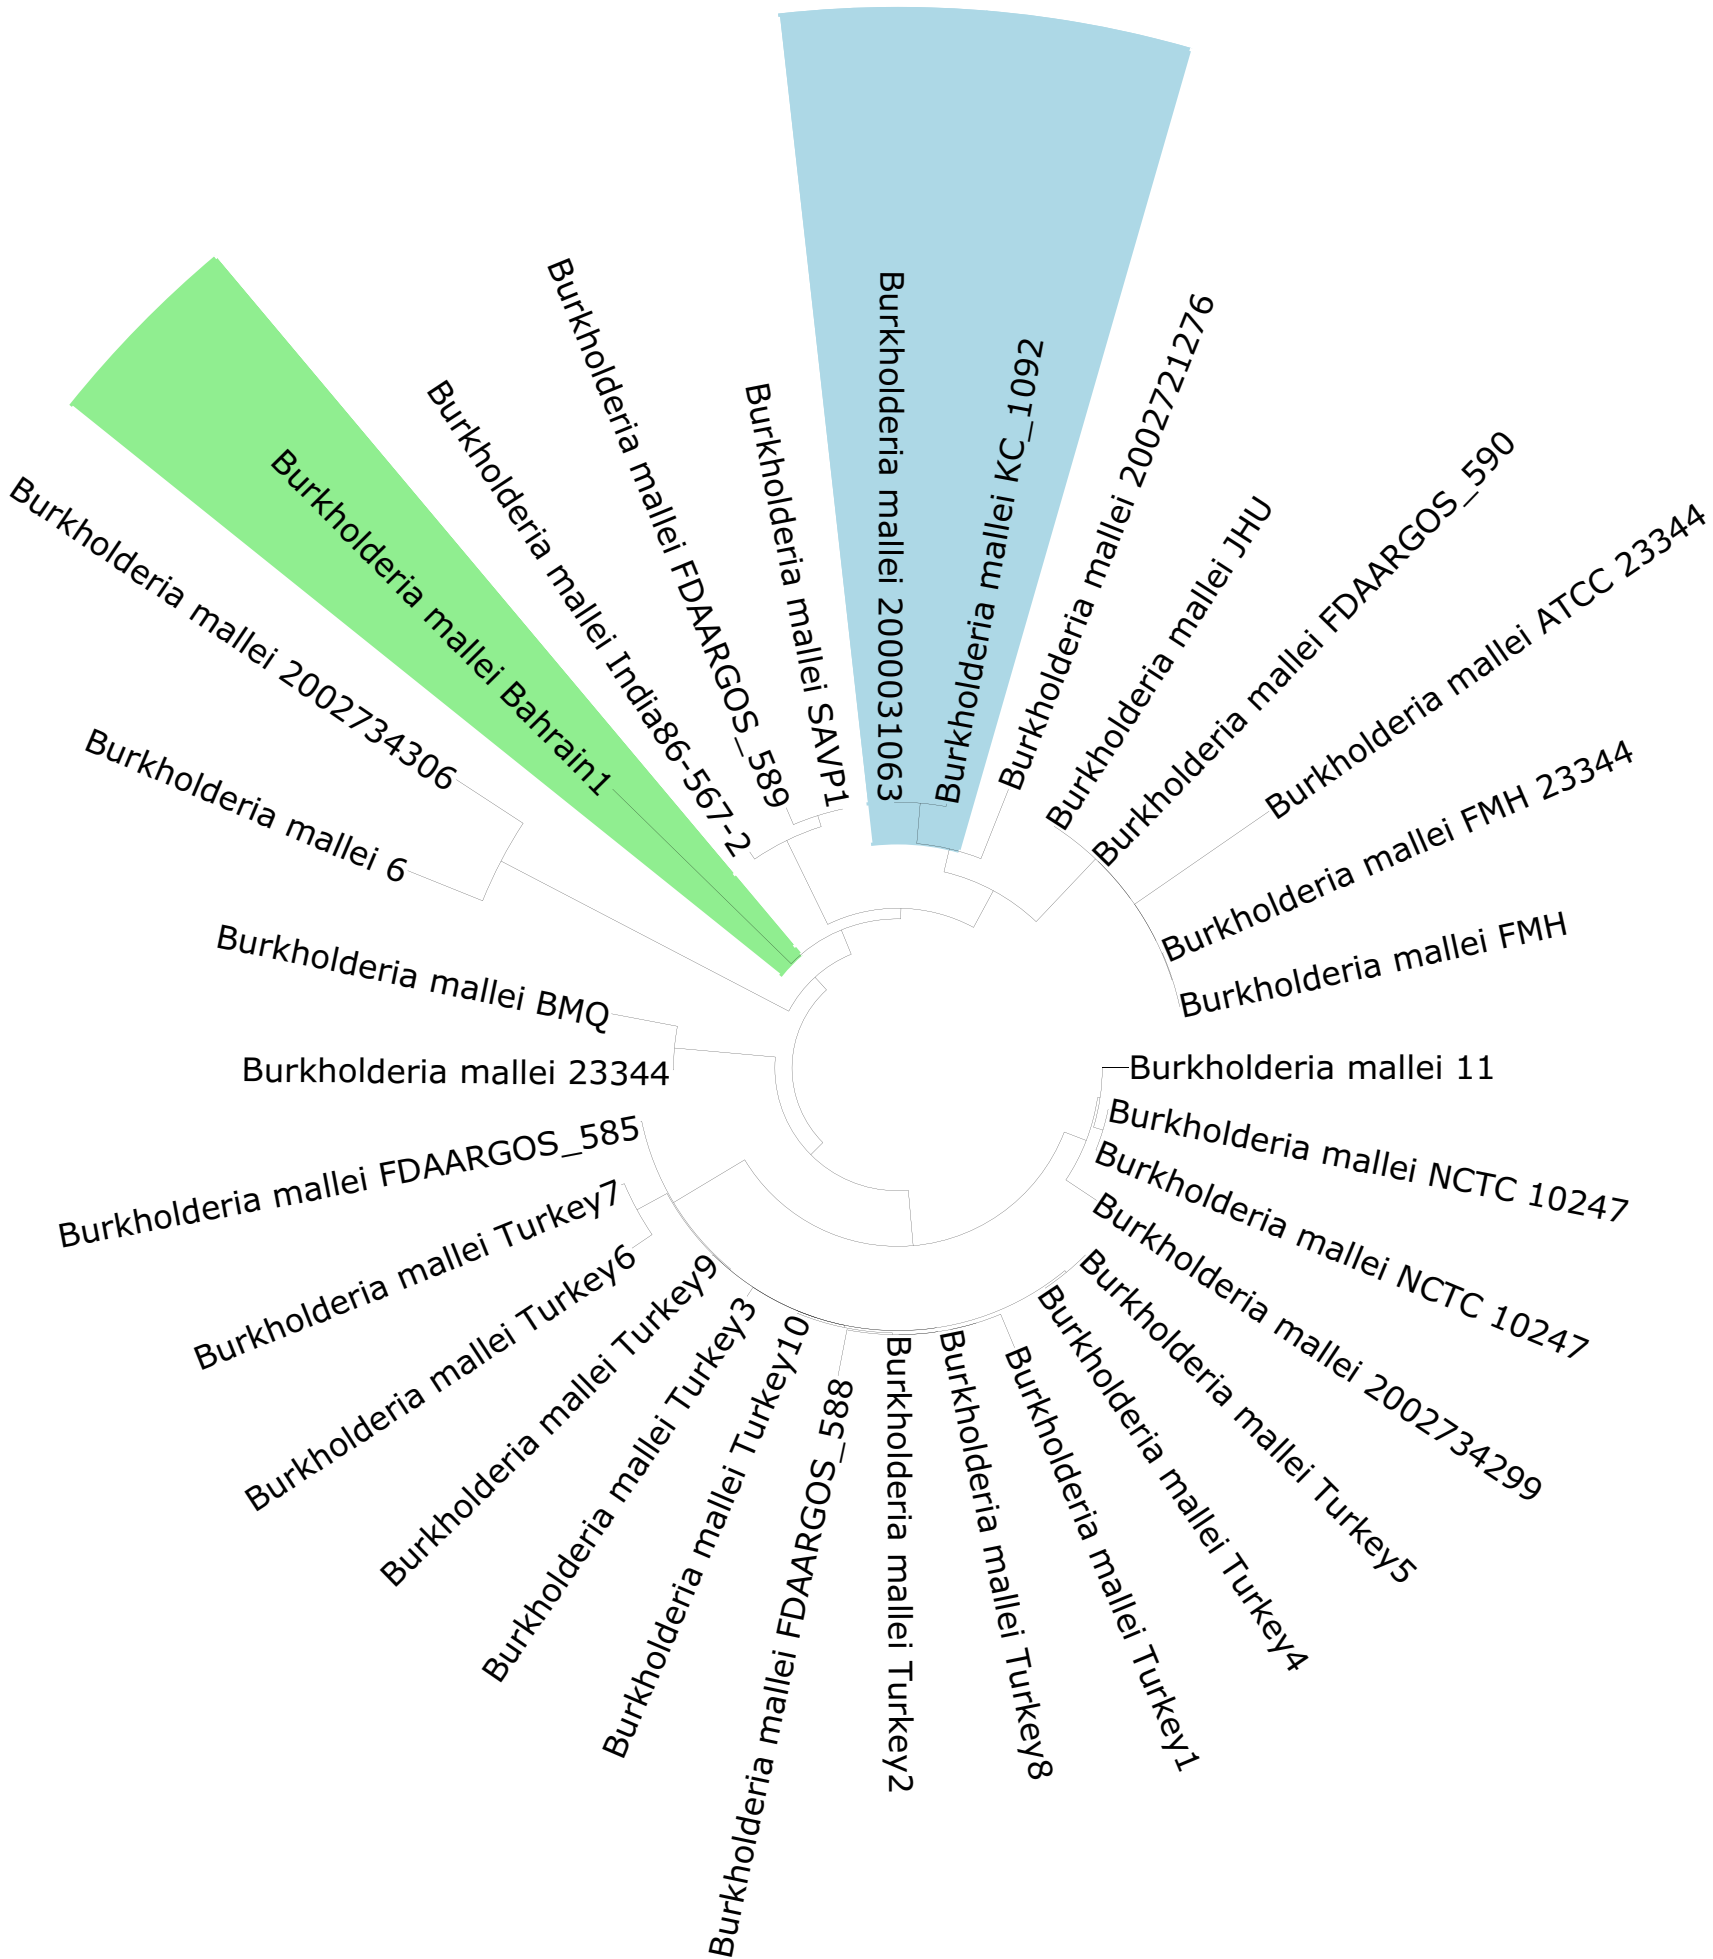 Burkholderia mallei 2000031063
Burkholderia mallei KC_1092
Burkholderia mallei 2002721276
Burkholderia mallei JHU
Burkholderia mallei FDAARGOS_590
Burkholderia mallei ATCC 23344
Burkholderia mallei FMH 23344
Burkholderia mallei FMH
Burkholderia mallei 11
Burkholderia mallei NCTC 10247
Burkholderia mallei NCTC 10247
Burkholderia mallei 2002734299
Burkholderia mallei Turkey5
Burkholderia mallei Turkey4
Burkholderia mallei Turkey1
Burkholderia mallei Turkey8
Burkholderia mallei Turkey2
Burkholderia mallei FDAARGOS_588
Burkholderia mallei Turkey10
Burkholderia mallei Turkey3
Burkholderia mallei Turkey9
Burkholderia mallei Turkey6
Burkholderia mallei Turkey7
Burkholderia mallei FDAARGOS_585
Burkholderia mallei 23344
Burkholderia mallei BMQ
Burkholderia mallei 6
Burkholderia mallei 2002734306
Burkholderia mallei Bahrain1
Burkholderia mallei India86-567-2
Burkholderia mallei FDAARGOS_589
Burkholderia mallei SAVP1